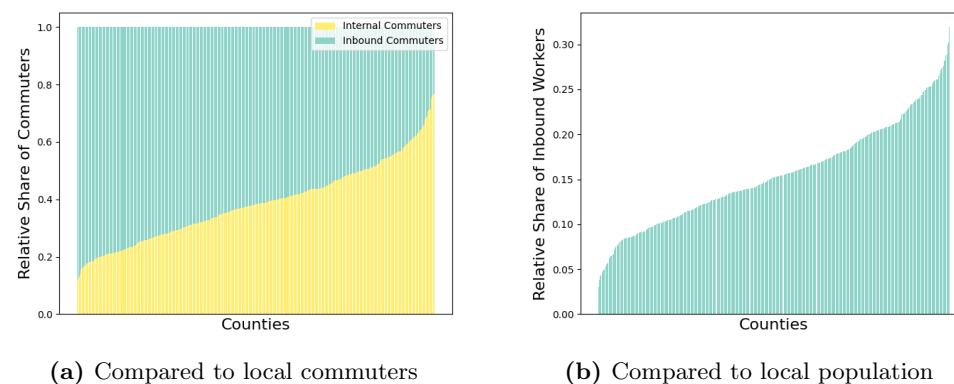 Relative Share of Commuters
1.0
0.8
0.6
0.4
0.2
0.0
Internal Commuters
Inbound Commuters
Counties
(a) Compared to local commuters
Relative Share of Inbound Workers
0.30
0.25
0.20
0.15
0.10
0.05
0.00
Counties
(b) Compared to local population